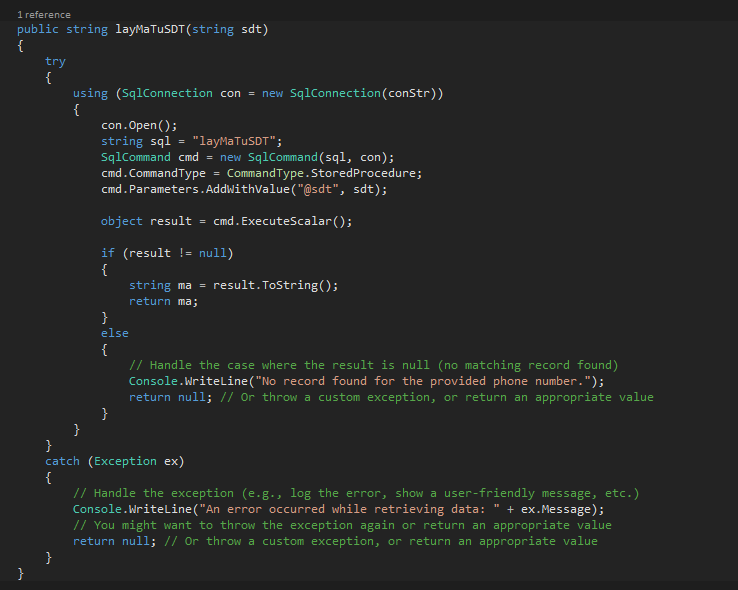 1 reference
public string layMaTuSDT(string sdt)
{
try
{
using (SqlConnection con = new SqlConnection(conStr))
{
con.Open();
string sql = "layMaTuSDT";
SqlCommand cmd = new SqlCommand(sql, con);
cmd.CommandType = CommandType.StoredProcedure;
cmd.Parameters.AddWithValue("@sdt", sdt);
object result = cmd.ExecuteScalar();
if (result != null)
{
string ma = result.ToString();
return ma;
}
else
{
// Handle the case where the result is null (no matching record found)
Console.WriteLine("No record found for the provided phone number.");
return null; // Or throw a custom exception, or return an appropriate value
}
}
}
catch (Exception ex)
{
// Handle the exception (e.g., log the error, show a user-friendly message, etc.)
Console.WriteLine("An error occurred while retrieving data: " + ex.Message);
// You might want to throw the exception again or return an appropriate value
return null; // Or throw a custom exception, or return an appropriate value
}
}